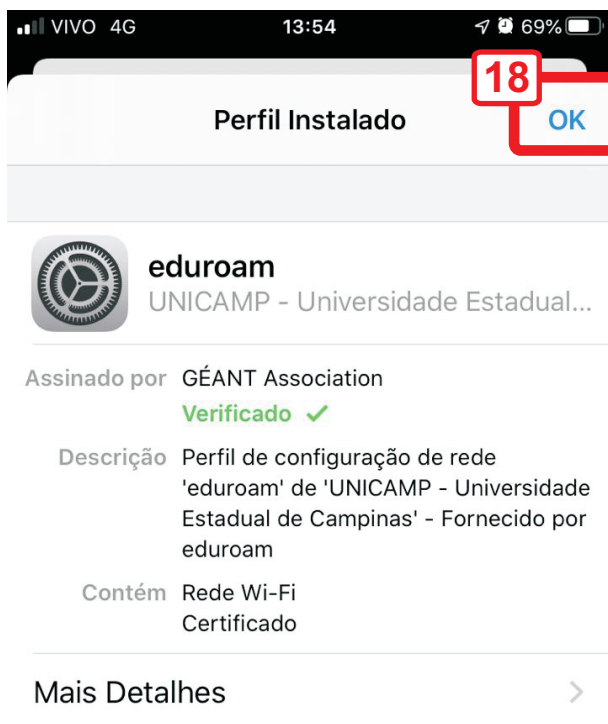 VIVO 4G 13:54 69%
18
Perfil Instalado OK
eduroam
UNICAMP - Universidade Estadual...
Assinado por GÉANT Association
Verificado ✓
Descrição Perfil de configuração de rede
'eduroam' de 'UNICAMP - Universidade
Estadual de Campinas' - Fornecido por
eduroam
Contém Rede Wi-Fi
Certificado
Mais Detalhes